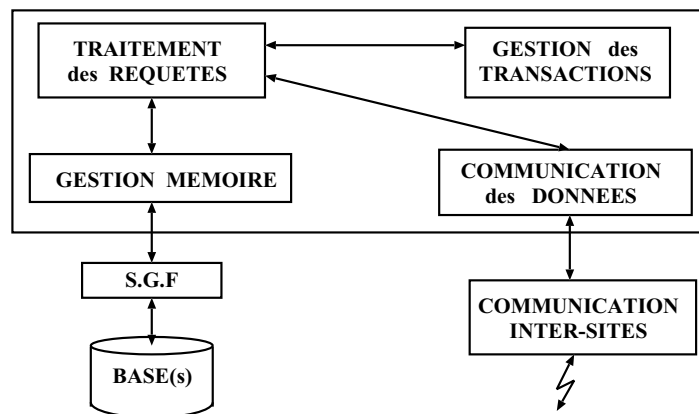 TRAITEMENT
des REQUETES
GESTION des
TRANSACTIONS
GESTION MEMOIRE
COMMUNICATION
des DONNEES
S.G.F
COMMUNICATION
INTER-SITES
BASE(s)